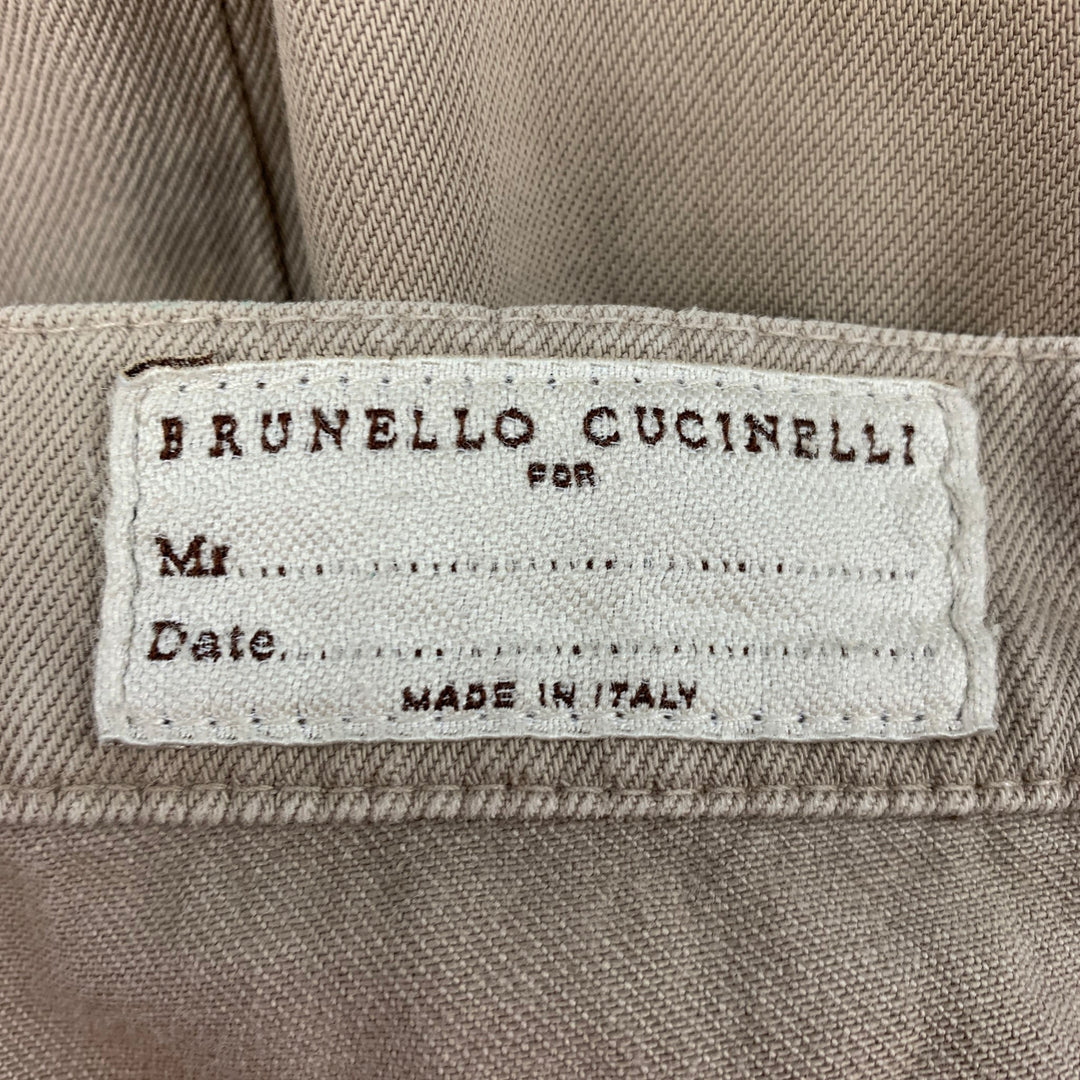 BRUNELLO CUCINELLI
FOR
Mr......................................................
Date......................................................
MADE IN ITALY